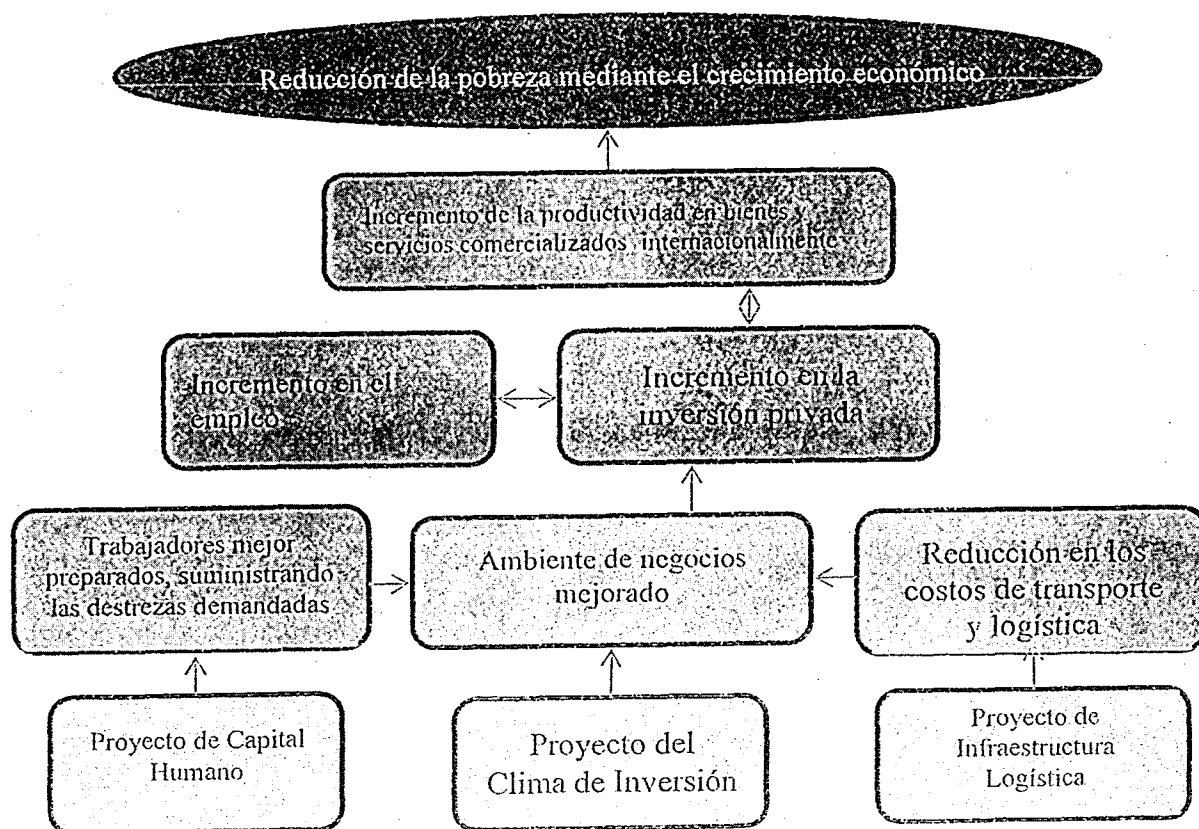 Reducción de la pobreza mediante el crecimiento económico
Incremento de la productividad en bienes y
servicios comercializados internacionalmente
Incremento en el
empleo
Incremento en la
inversión privada
Trabajadores mejor
preparados, suministrando
las destrezas demandadas
Ambiente de negocios
mejorado
Reducción en los
costos de transporte
y logística
Proyecto de Capital
Humano
Proyecto del
Clima de Inversión
Proyecto de
Infraestructura
Logística